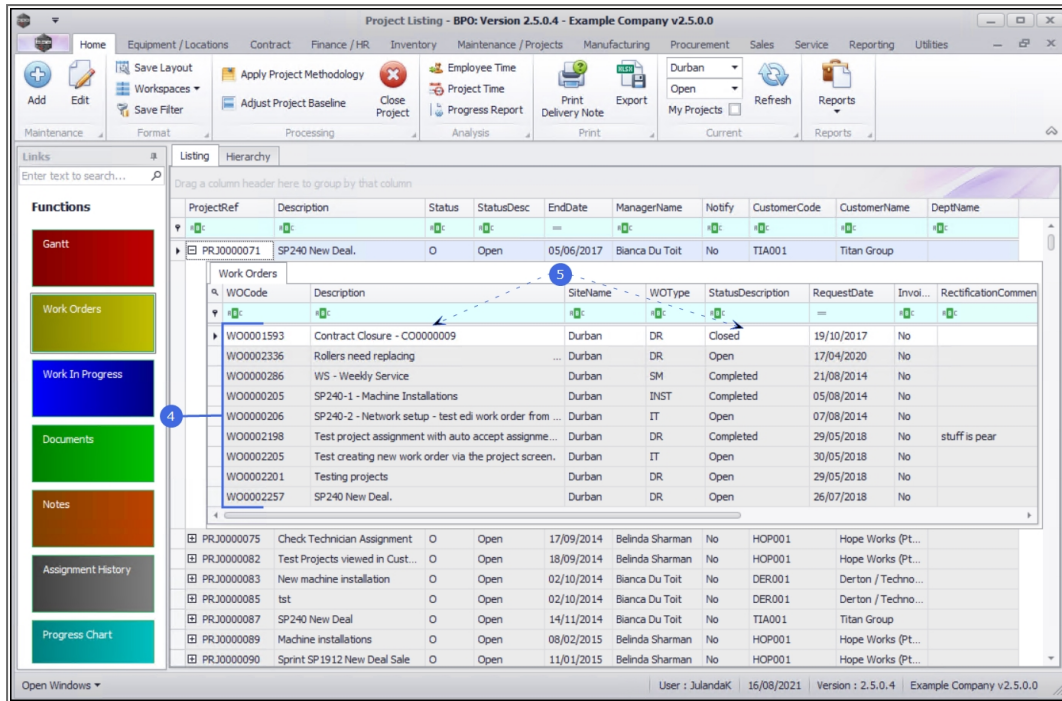 Project Listing - BPO: Version 2.5.0.4 - Example Company v2.5.0.0
Home Equipment / Locations Contract Finance / HR Inventory Maintenance / Projects Manufacturing Procurement Sales Service Reporting Utilities
Add
Edit
Maintenance
Save Layout
Workspaces
Save Filter
Format
Apply Project Methodology
Adjust Project Baseline
Close Project
Processing
Employee Time
Project Time
Progress Report
Analysis
Print Delivery Note
Export
Print
Durban
Open
My Projects
Refresh
Current
Reports
Reports
Links
Enter text to search...
Functions
Gantt
Work Orders
Work In Progress
Documents
Notes
Assignment History
Progress Chart
Listing Hierarchy
Drag a column header here to group by that column
ProjectRef Description Status StatusDesc EndDate ManagerName Notify CustomerCode CustomerName DeptName
PRJ0000071 SP240 New Deal. O Open 05/06/2017 Bianca Du Toit No TIA001 Titan Group
Work Orders
5
WOCode Description SiteName WOType StatusDescription RequestDate Invoi... RectificationCommen
WO0001593 Contract Closure - CO0000009 Durban DR Closed 19/10/2017 No
WO0002336 Rollers need replacing ... Durban DR Open 17/04/2020 No
WO0000286 WS - Weekly Service Durban SM Completed 21/08/2014 No
WO0000205 SP240-1 - Machine Installations Durban INST Completed 05/08/2014 No
4
WO0000206 SP240-2 - Network setup - test edi work order from ... Durban IT Open 07/08/2014 No
WO0002198 Test project assignment with auto accept assignme... Durban DR Completed 29/05/2018 No stuff is pear
WO0002205 Test creating new work order via the project screen. Durban IT Open 30/05/2018 No
WO0002201 Testing projects Durban DR Open 29/05/2018 No
WO0002257 SP240 New Deal. Durban DR Open 26/07/2018 No
PRJ0000075 Check Technician Assignment O Open 17/09/2014 Belinda Sharman No HOP001 Hope Works (Pt...
PRJ0000082 Test Projects viewed in Cust... O Open 18/09/2014 Belinda Sharman No HOP001 Hope Works (Pt...
PRJ0000083 New machine installation O Open 02/10/2014 Bianca Du Toit No DER001 Derton / Techno...
PRJ0000085 tst O Open 02/10/2014 Bianca Du Toit No DER001 Derton / Techno...
PRJ0000087 SP240 New Deal O Open 14/11/2014 Bianca Du Toit No TIA001 Titan Group
PRJ0000089 Machine installations O Open 08/02/2015 Belinda Sharman No HOP001 Hope Works (Pt...
PRJ0000090 Sprint SP1912 New Deal Sale O Open 11/01/2015 Belinda Sharman No HOP001 Hope Works (Pt...
Open Windows
User : JulandaK 16/08/2021 Version : 2.5.0.4 Example Company v2.5.0.0